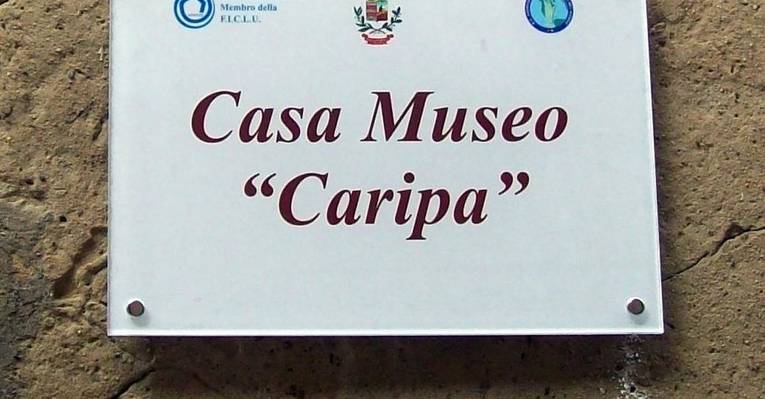 Membro della
F.I.C.L.U.
Casa Museo
“Caripa”